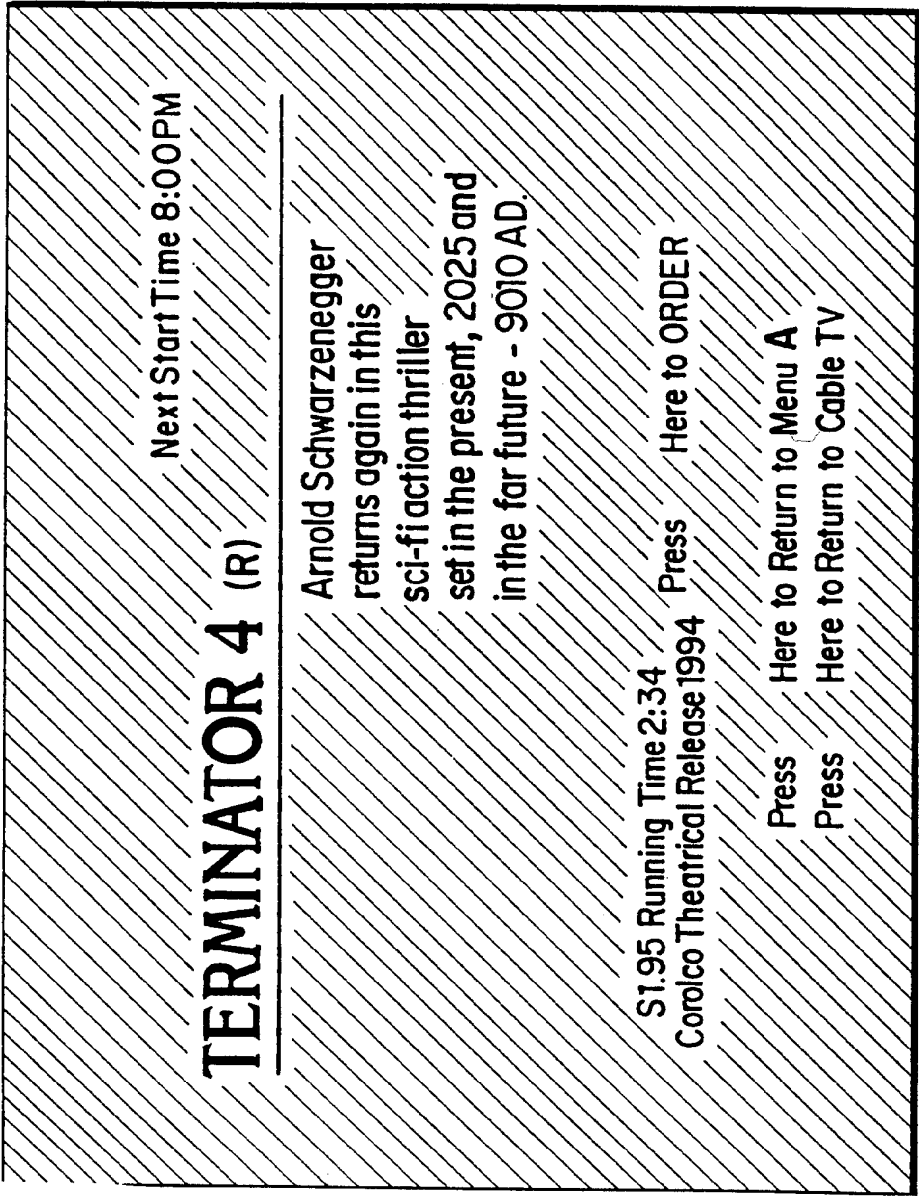 Next Start Time 8:00PM
TERMINATOR 4 (R)
Arnold Schwarzenegger
returns again in this
sci-fi action thriller
set in the present, 2025 and
in the far future - 9010 AD.
S1.95 Running Time 2:34
Corolco Theatrical Release 1994
Press Here to ORDER
Press Here to Return to Menu A
Press Here to Return to Cable TV